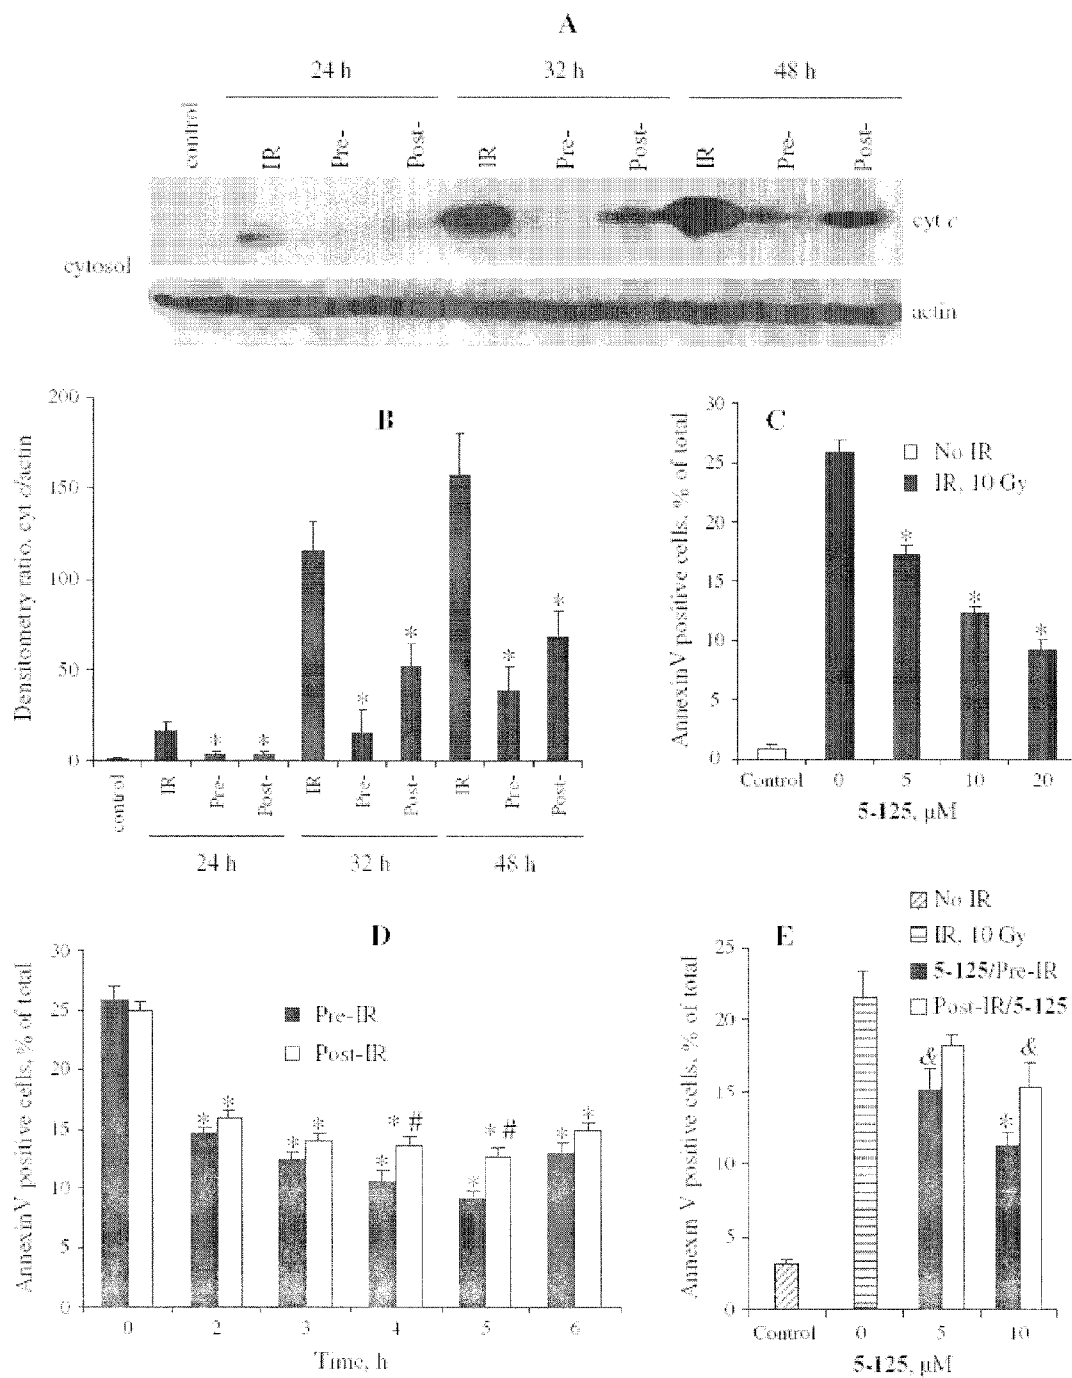 A
24 h 32 h 48 h
control IR Pre- Post- IR Pre- Post- IR Pre- Post-
cyt c
cytosol
actin
B
Densitometry ratio, cyt c/actin
200
150
100
50
0
control IR Pre- Post- IR Pre- Post- IR Pre- Post-
24 h 32 h 48 h
* * * * * *
C
AnnexinV positive cells, % of total
30
25
20
15
10
5
0
No IR
IR, 10 Gy
* * *
Control 0 5 10 20
5-125, µM
D
AnnexinV positive cells, % of total
30
25
20
15
10
5
0
Pre-IR
Post-IR
* * * * * * # * * # * *
0 2 3 4 5 6
Time, h
E
Annexin V positive cells, % of total
25
20
15
10
5
0
No IR
IR, 10 Gy
5-125/Pre-IR
Post-IR/5-125
& * &
Control 0 5 10
5-125, µM